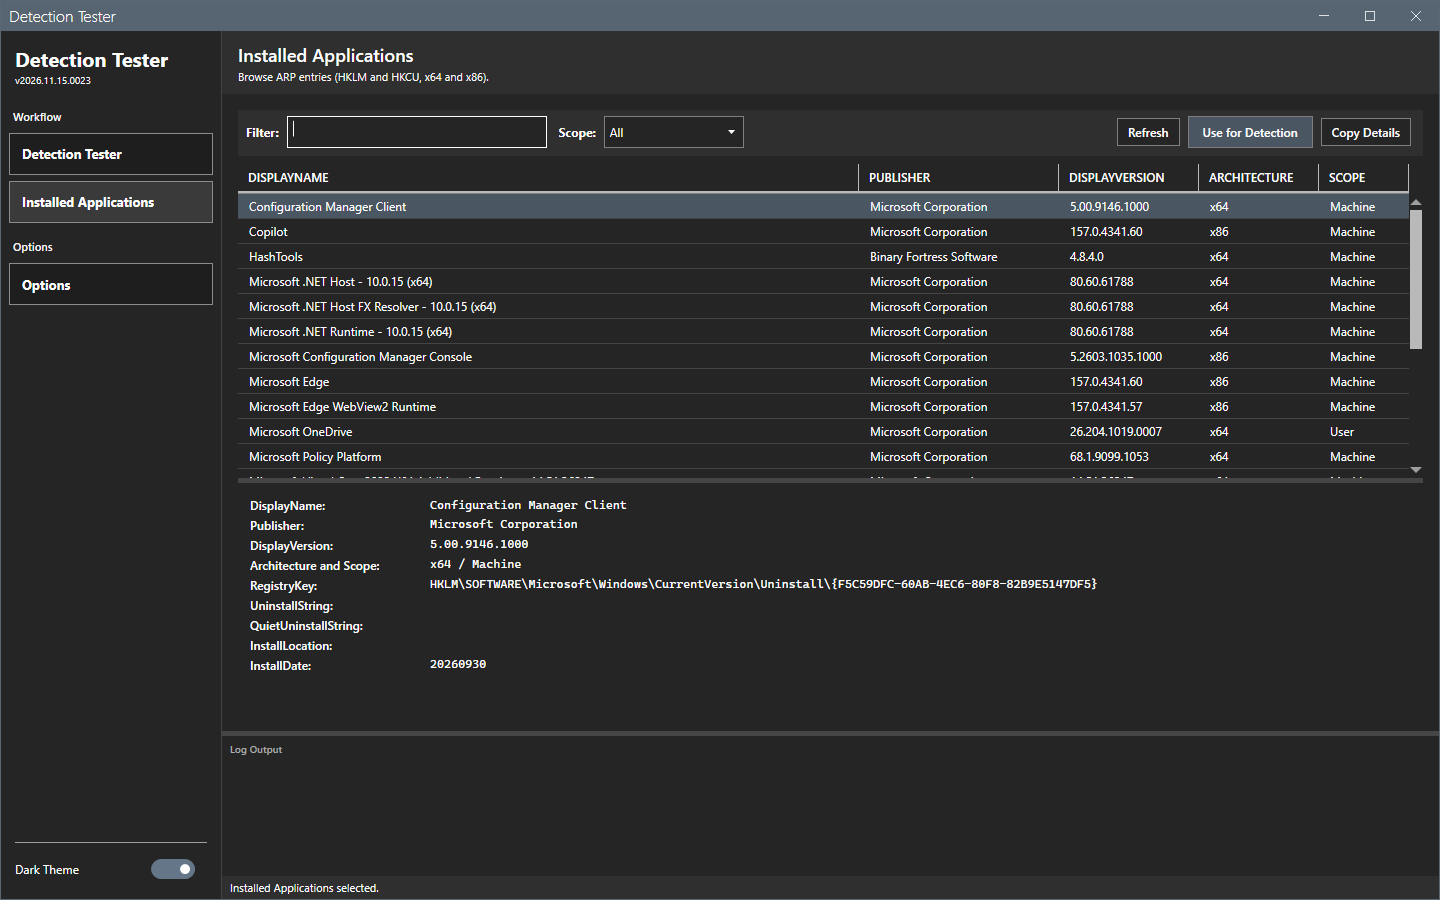 Detection Tester
Detection Tester
v2026.11.15.0023
Workflow
Detection Tester
Installed Applications
Options
Options
Dark Theme
Installed Applications
Browse ARP entries (HKLM and HKCU, x64 and x86).
Filter: Scope: All Refresh Use for Detection Copy Details
DISPLAYNAME PUBLISHER DISPLAYVERSION ARCHITECTURE SCOPE
Configuration Manager Client Microsoft Corporation 5.00.9146.1000 x64 Machine
Copilot Microsoft Corporation 157.0.4341.60 x86 Machine
HashTools Binary Fortress Software 4.8.4.0 x64 Machine
Microsoft .NET Host - 10.0.15 (x64) Microsoft Corporation 80.60.61788 x64 Machine
Microsoft .NET Host FX Resolver - 10.0.15 (x64) Microsoft Corporation 80.60.61788 x64 Machine
Microsoft .NET Runtime - 10.0.15 (x64) Microsoft Corporation 80.60.61788 x64 Machine
Microsoft Configuration Manager Console Microsoft Corporation 5.2603.1035.1000 x86 Machine
Microsoft Edge Microsoft Corporation 157.0.4341.60 x86 Machine
Microsoft Edge WebView2 Runtime Microsoft Corporation 157.0.4341.57 x86 Machine
Microsoft OneDrive Microsoft Corporation 26.204.1019.0007 x64 User
Microsoft Policy Platform Microsoft Corporation 68.1.9099.1053 x64 Machine
DisplayName: Configuration Manager Client
Publisher: Microsoft Corporation
DisplayVersion: 5.00.9146.1000
Architecture and Scope: x64 / Machine
RegistryKey: HKLM\SOFTWARE\Microsoft\Windows\CurrentVersion\Uninstall\{F5C59DFC-60AB-4EC6-80F8-82B9E5147DF5}
UninstallString:
QuietUninstallString:
InstallLocation:
InstallDate: 20260930
Log Output
Installed Applications selected.